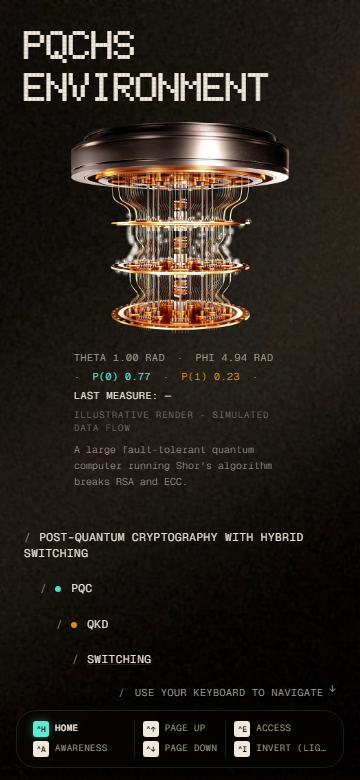 PQCHS
ENVIRONMENT
THETA 1.00 RAD - PHI 4.94 RAD
- P(0) 0.77 - P(1) 0.23 -
LAST MEASURE: —
ILLUSTRATIVE RENDER - SIMULATED
DATA FLOW
A large fault-tolerant quantum
computer running Shor's algorithm
breaks RSA and ECC.
/ POST-QUANTUM CRYPTOGRAPHY WITH HYBRID
SWITCHING
/ PQC
/ QKD
/ SWITCHING
/ USE YOUR KEYBOARD TO NAVIGATE ↓
^H HOME ^↑ PAGE UP ^E ACCESS
^A AWARENESS ^↓ PAGE DOWN ^I INVERT (LIG…